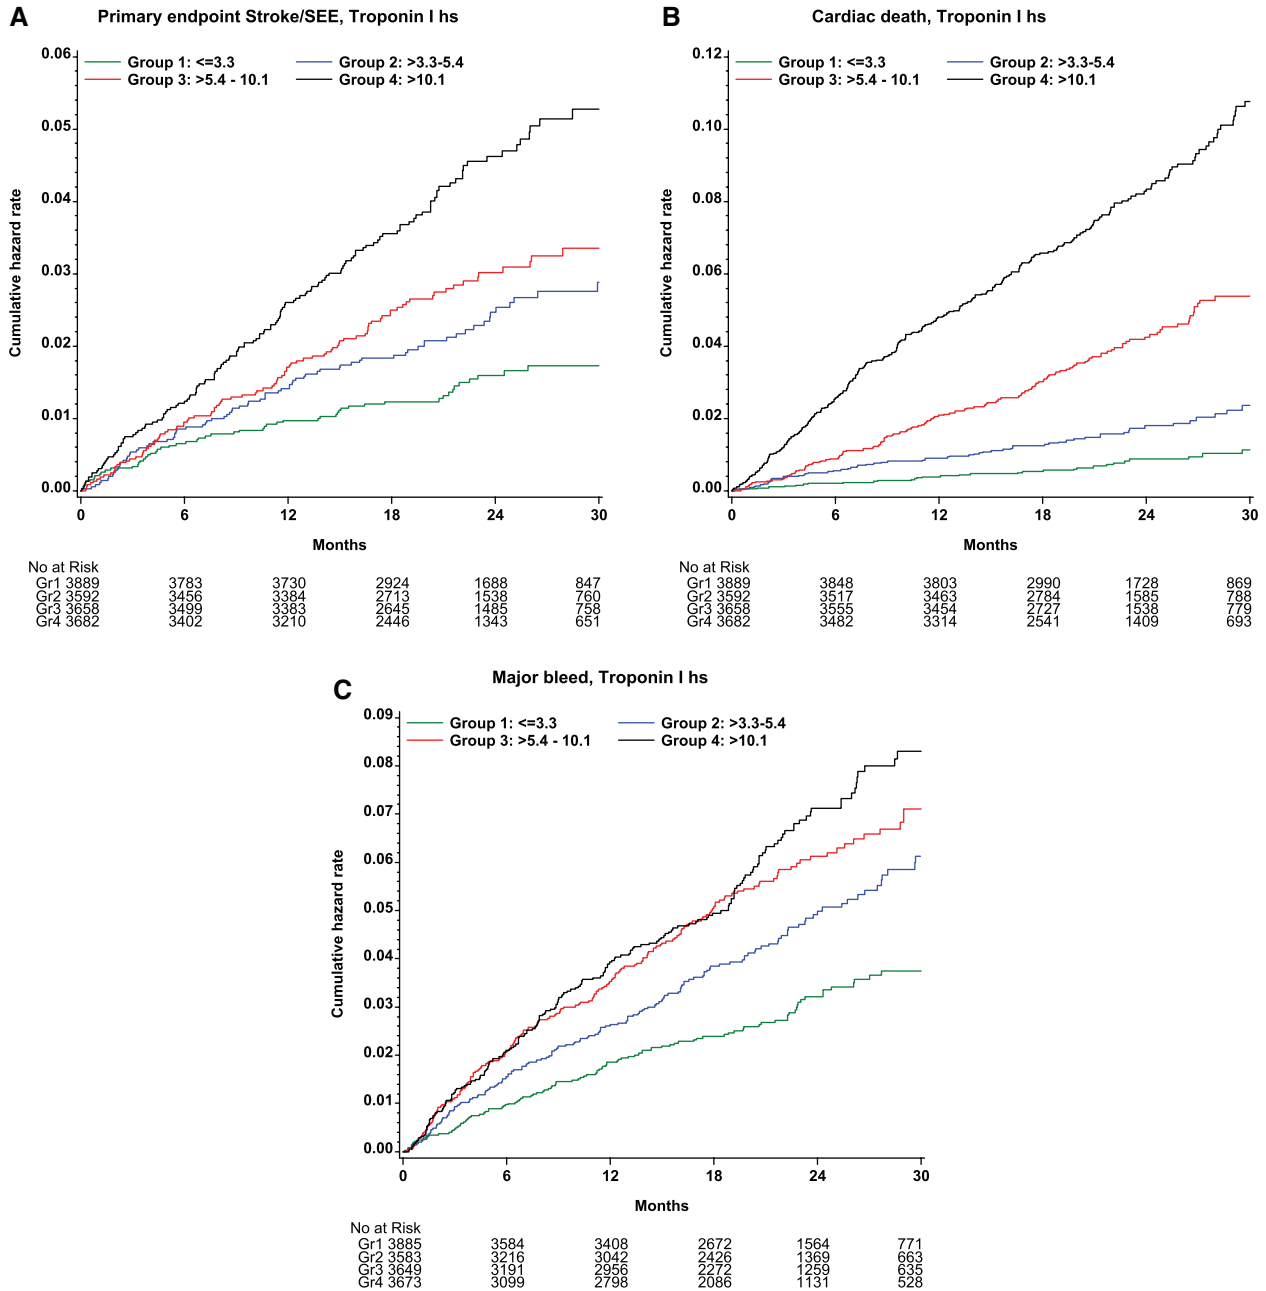 A
Primary endpoint Stroke/SEE, Troponin I hs
Group 1: <=3.3
Group 2: >3.3-5.4
Group 3: >5.4 - 10.1
Group 4: >10.1
Cumulative hazard rate
0.06
0.05
0.04
0.03
0.02
0.01
0.00
0 6 12 18 24 30
Months
No at Risk
Gr1 3889 3783 3730 2924 1688 847
Gr2 3592 3456 3384 2713 1538 760
Gr3 3658 3499 3383 2645 1485 758
Gr4 3682 3402 3210 2446 1343 651
B
Cardiac death, Troponin I hs
Group 1: <=3.3
Group 2: >3.3-5.4
Group 3: >5.4 - 10.1
Group 4: >10.1
Cumulative hazard rate
0.12
0.10
0.08
0.06
0.04
0.02
0.00
0 6 12 18 24 30
Months
No at Risk
Gr1 3889 3848 3803 2990 1728 869
Gr2 3592 3517 3463 2784 1585 788
Gr3 3658 3555 3454 2727 1538 779
Gr4 3682 3482 3314 2541 1409 693
C
Major bleed, Troponin I hs
Group 1: <=3.3
Group 2: >3.3-5.4
Group 3: >5.4 - 10.1
Group 4: >10.1
Cumulative hazard rate
0.09
0.08
0.07
0.06
0.05
0.04
0.03
0.02
0.01
0.00
0 6 12 18 24 30
Months
No at Risk
Gr1 3885 3584 3408 2672 1564 771
Gr2 3583 3216 3042 2426 1369 663
Gr3 3649 3191 2956 2272 1259 635
Gr4 3673 3099 2798 2086 1131 528